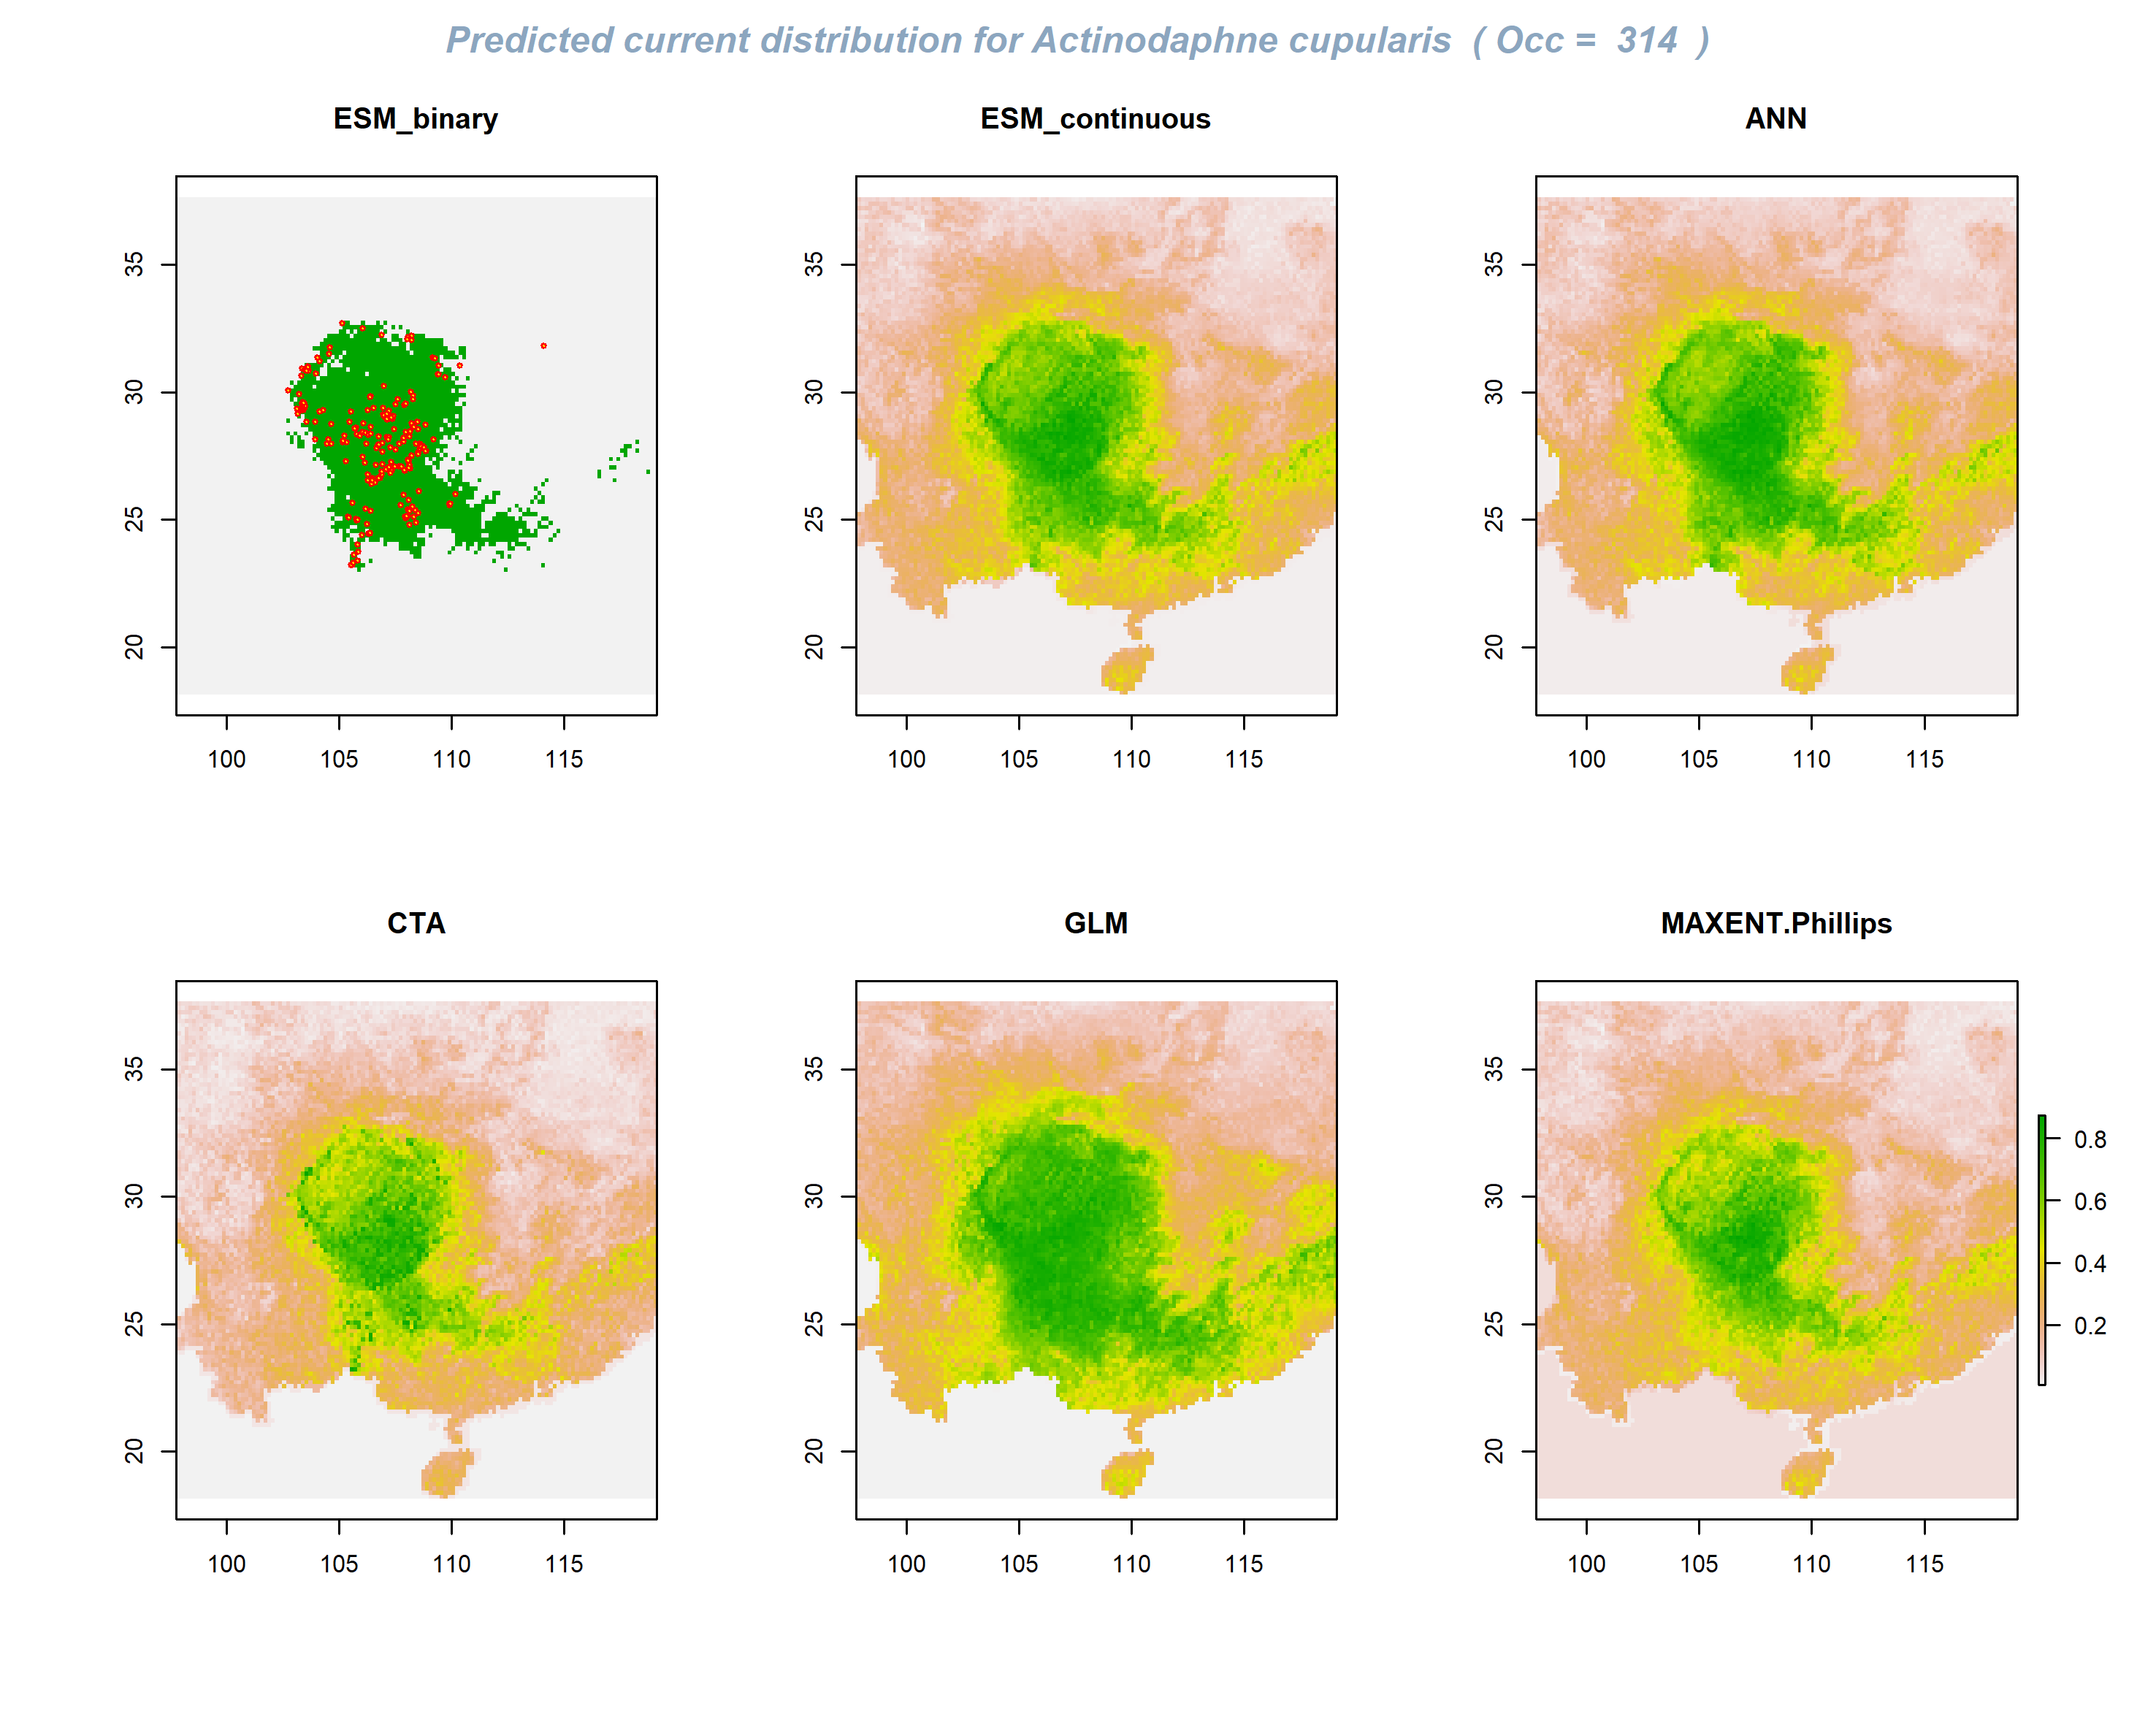 Predicted current distribution for Actinodaphne cupularis ( Occ = 314 )
ESM_binary ESM_continuous ANN
35 35 35
30 30 30
25 25 25
20 20 20
100 105 110 115 100 105 110 115 100 105 110 115
CTA GLM MAXENT.Phillips
35 35 35
0.8
30 30 30
0.6
0.4
25 25 25
0.2
20 20 20
100 105 110 115 100 105 110 115 100 105 110 115